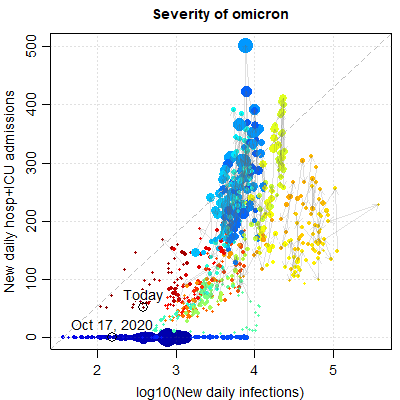 Severity of omicron
New daily hosp+ICU admissions
500
400
300
200
100
0
Today
Oct 17, 2020
2
3
4
5
log10(New daily infections)